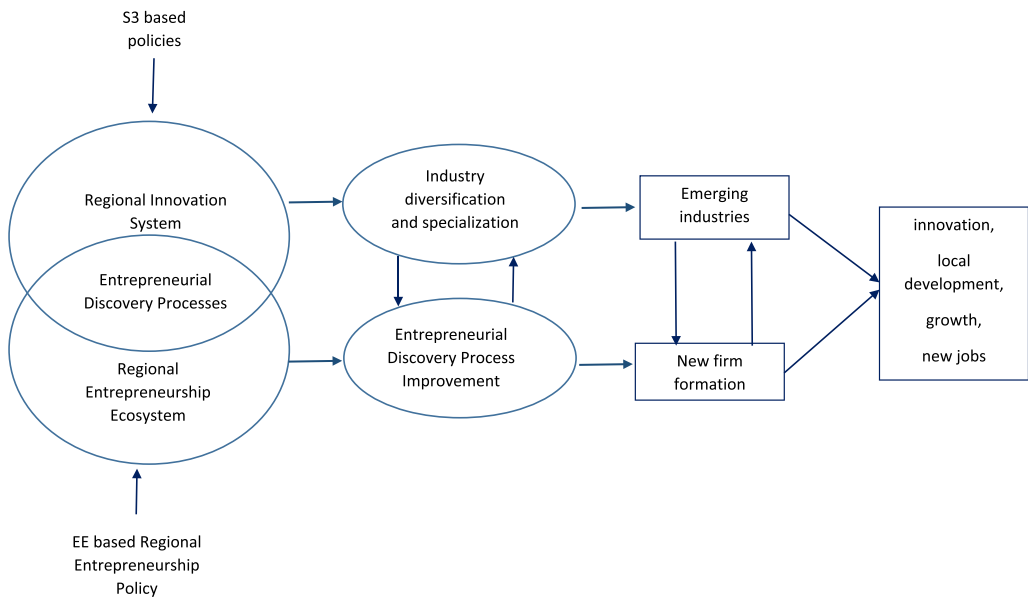 S3 based
policies
Regional Innovation
System
Entrepreneurial
Discovery Processes
Regional
Entrepreneurship
Ecosystem
EE based Regional
Entrepreneurship
Policy
Industry
diversification
and specialization
Entrepreneurial
Discovery Process
Improvement
Emerging
industries
New firm
formation
innovation,
local
development,
growth,
new jobs